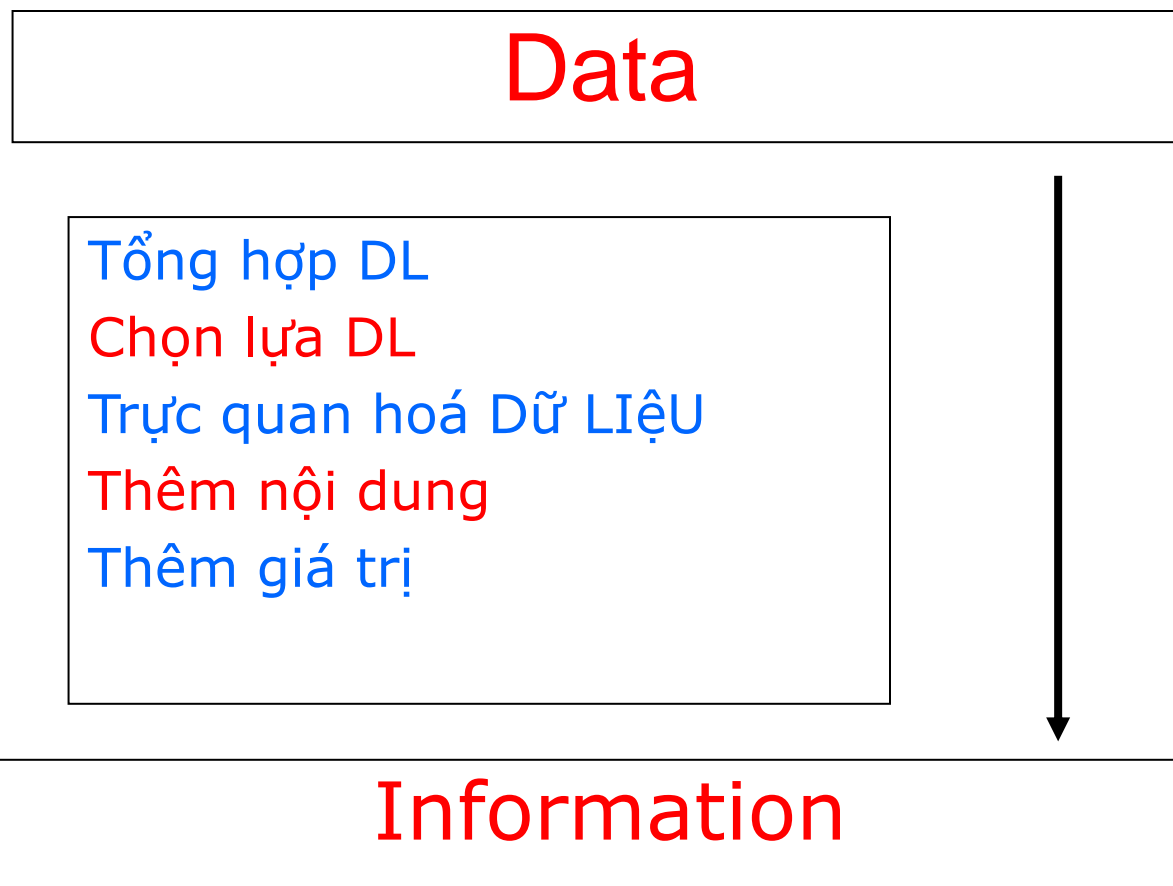 Data
Tổng hợp DL
Chọn lựa DL
Trực quan hoá Dữ LIệU
Thêm nội dung
Thêm giá trị
Information